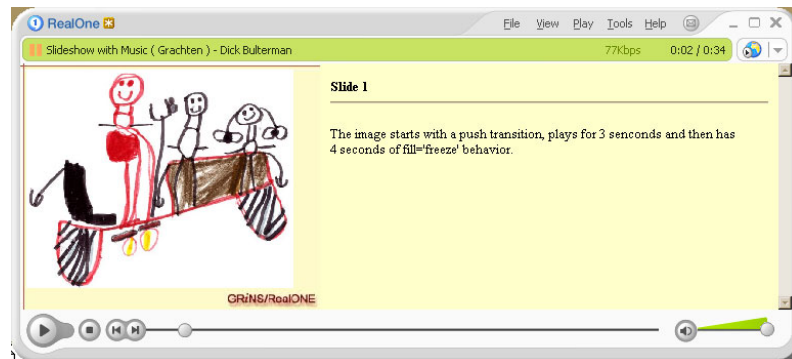 RealOne
File View Play Tools Help
Slideshow with Music ( Grachten ) - Dick Bulterman
77Kbps 0:02 / 0:34
Slide 1
The image starts with a push transition, plays for 3 senconds and then has
4 seconds of fill='freeze' behavior.
GRiNS/RealONE